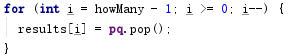 for (int i = howMany - 1; i >= 0; i--) {
  results[i] = pq.pop();
}